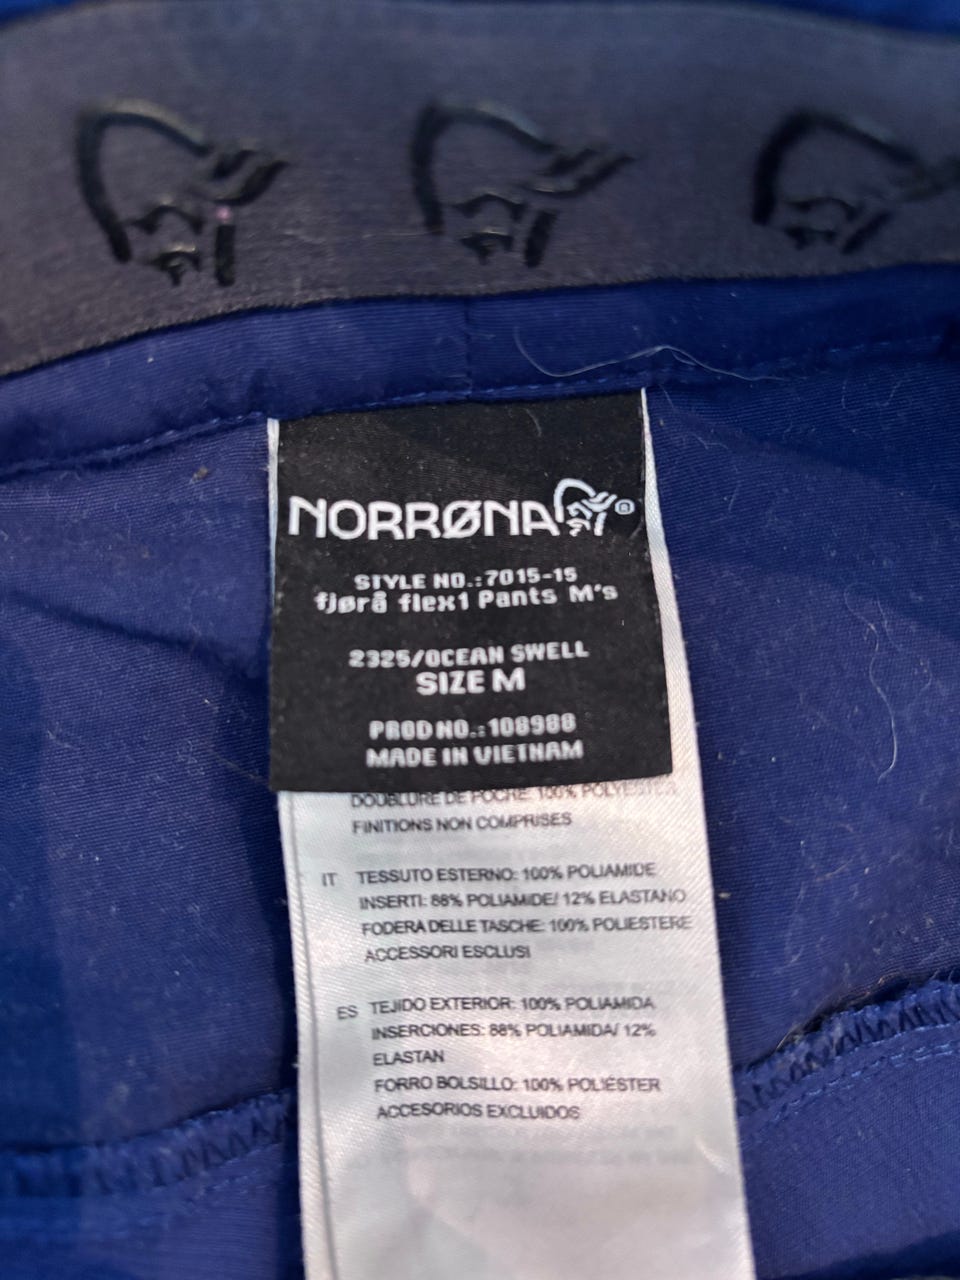 NORRØNA®
STYLE NO.:7015-15
fjørå flex1 Pants M's
2325/OCEAN SWELL
SIZE M
PROD NO.:108988
MADE IN VIETNAM
DOUBLURE DE POCHE: 100% POLYESTER
FINITIONS NON COMPRISES
IT TESSUTO ESTERNO: 100% POLIAMIDE
INSERTI: 88% POLIAMIDE/ 12% ELASTANO
FODERA DELLE TASCHE: 100% POLIESTERE
ACCESSORI ESCLUSI
ES TEJIDO EXTERIOR: 100% POLIAMIDA
INSERCIONES: 88% POLIAMIDA/ 12%
ELASTAN
FORRO BOLSILLO: 100% POLIÉSTER
ACCESORIOS EXCLUIDOS